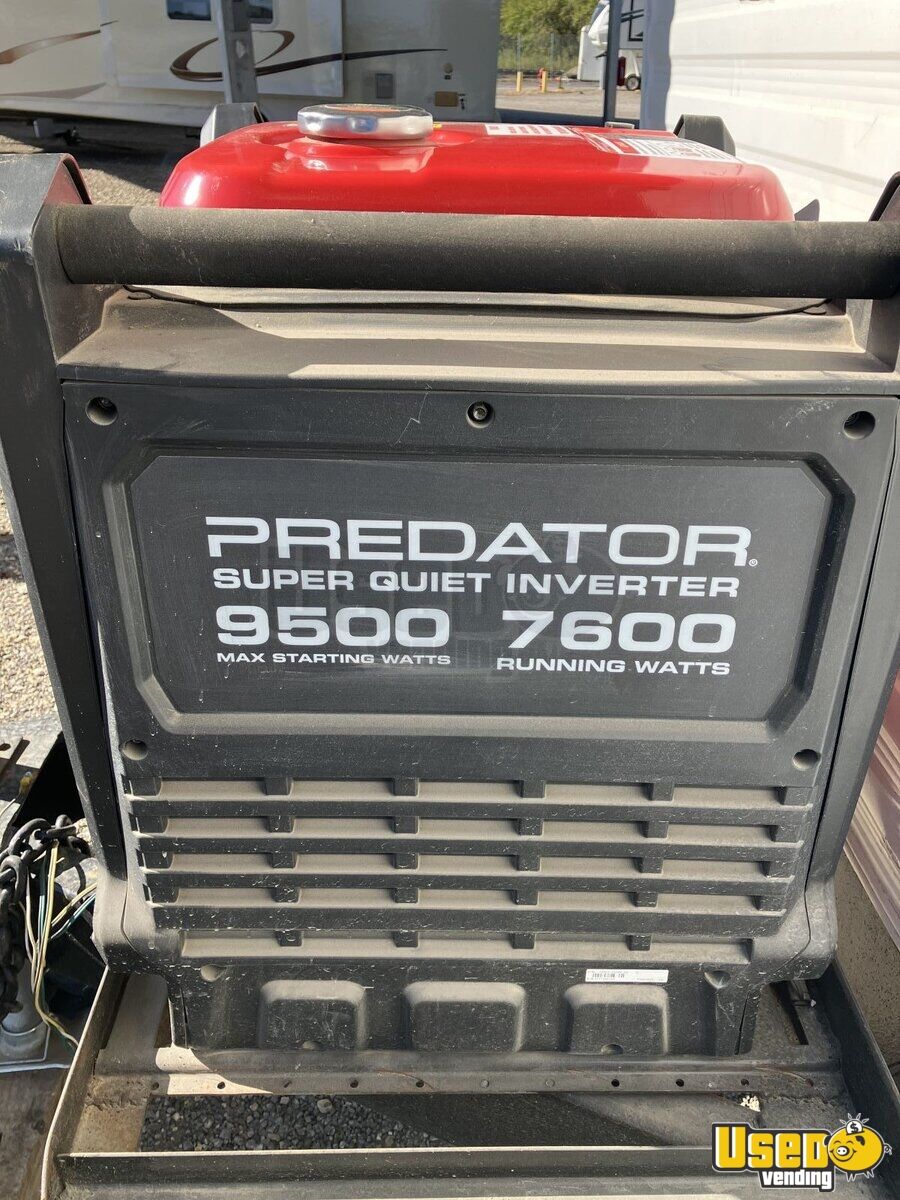 PREDATOR®
SUPER QUIET INVERTER
9500 7600
MAX STARTING WATTS RUNNING WATTS
USED
vending